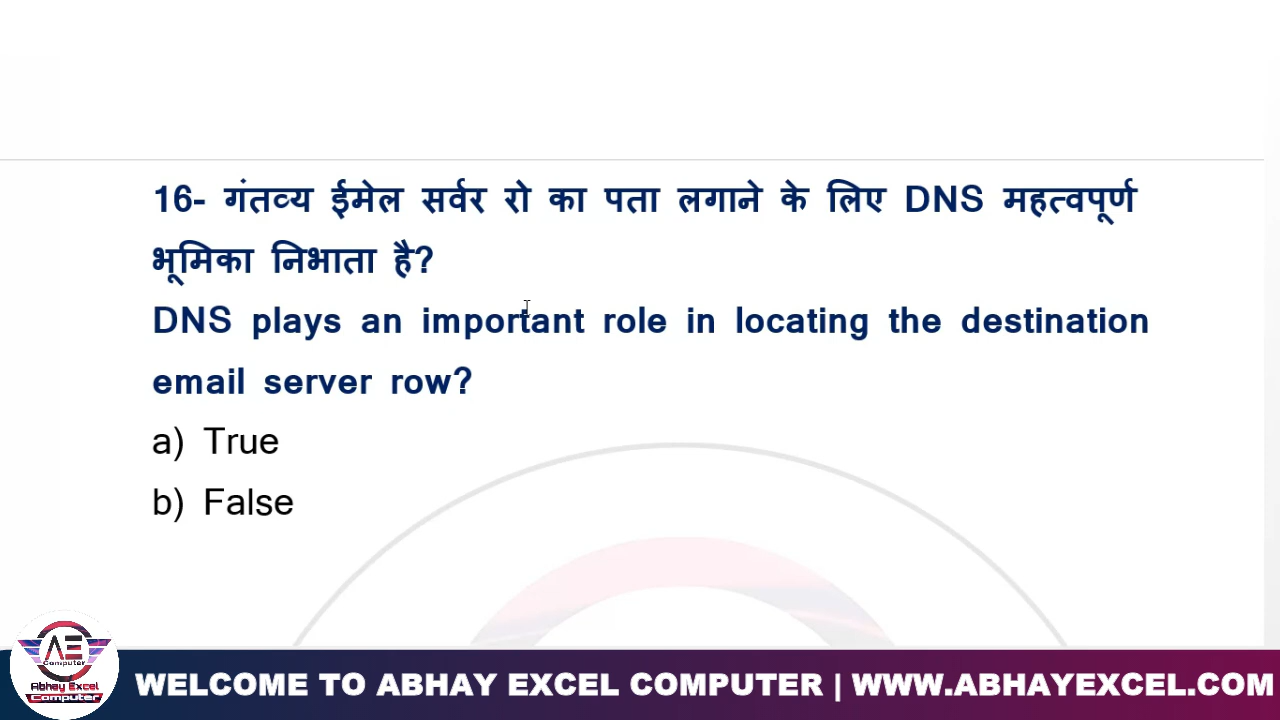 16- गंतव्य ईमेल सर्वर रो का पता लगाने के लिए DNS महत्वपूर्ण
भूमिका निभाता है?
DNS plays an important role in locating the destination
email server row?
a) True
b) False
AE
Computer
Abhay Excel
Computer
WELCOME TO ABHAY EXCEL COMPUTER | WWW.ABHAYEXCEL.COM